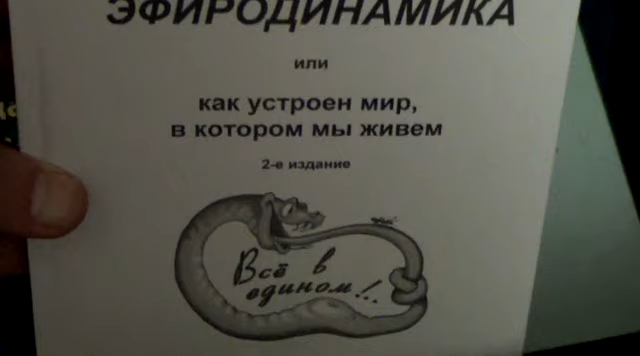 ЭФИРОДИНАМИКА
или
как устроен мир,
в котором мы живем
2-е издание
Всё в
едином!..